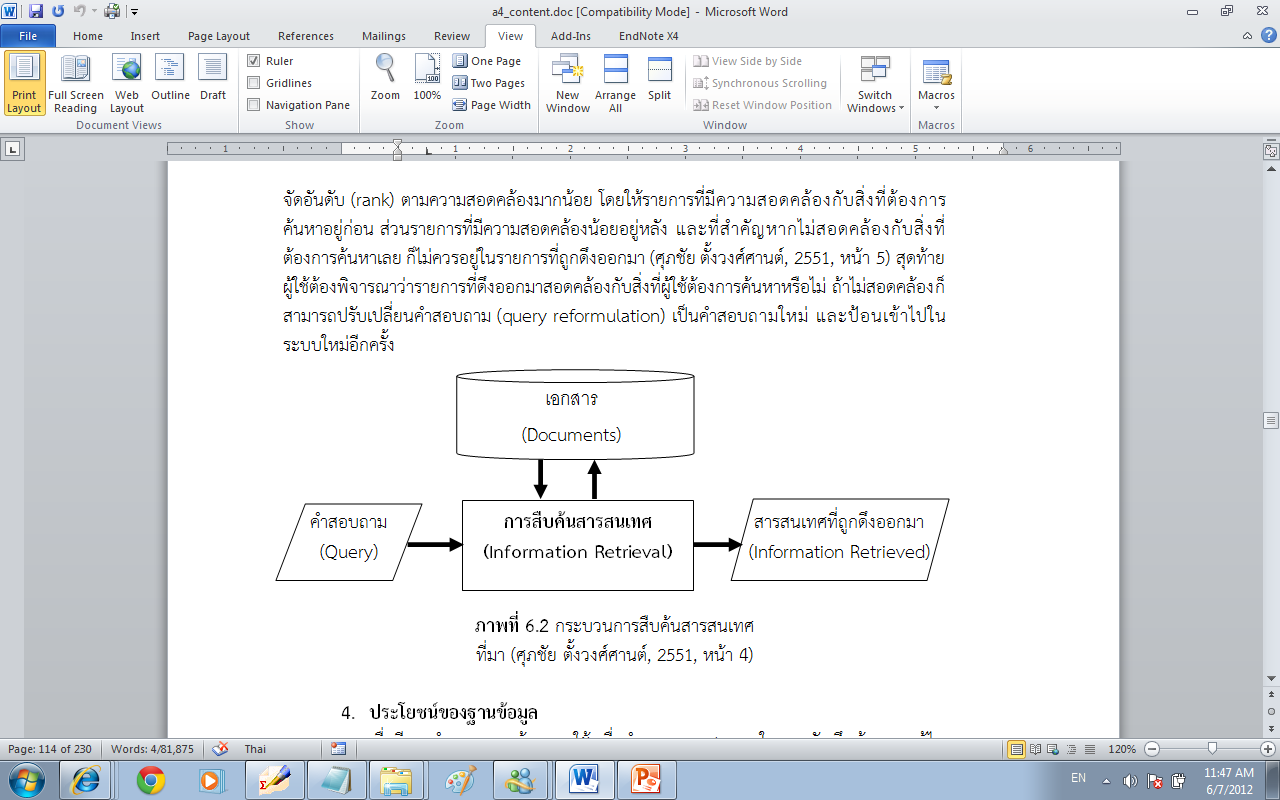 a4_content.doc [Compatibility Mode] - Microsoft Word
File Home Insert Page Layout References Mailings Review View Add-Ins EndNote X4
Print Layout
Full Screen Reading
Web Layout
Outline
Draft
Document Views
Ruler
Gridlines
Navigation Pane
Show
Zoom
100%
One Page
Two Pages
Page Width
Zoom
New Window
Arrange All
Split
View Side by Side
Synchronous Scrolling
Reset Window Position
Window
Switch Windows
Macros
Macros
1 1 2 3 4 5 6
จัดอันดับ (rank) ตามความสอดคล้องมากน้อย โดยให้รายการที่มีความสอดคล้องกับสิ่งที่ต้องการ
ค้นหาอยู่ก่อน ส่วนรายการที่มีความสอดคล้องน้อยอยู่หลัง และที่สำคัญหากไม่สอดคล้องกับสิ่งที่
ต้องการค้นหาเลย ก็ไม่ควรอยู่ในรายการที่ถูกดึงออกมา (ศุภชัย ตั้งวงศ์ศานต์, 2551, หน้า 5) สุดท้าย
ผู้ใช้ต้องพิจารณาว่ารายการที่ดึงออกมาสอดคล้องกับสิ่งที่ผู้ใช้ต้องการค้นหาหรือไม่ ถ้าไม่สอดคล้องก็
สามารถปรับเปลี่ยนคำสอบถาม (query reformulation) เป็นคำสอบถามใหม่ และป้อนเข้าไปใน
ระบบใหม่อีกครั้ง
เอกสาร
(Documents)
คำสอบถาม
(Query)
การสืบค้นสารสนเทศ
(Information Retrieval)
สารสนเทศที่ถูกดึงออกมา
(Information Retrieved)
ภาพที่ 6.2 กระบวนการสืบค้นสารสนเทศ
ที่มา (ศุภชัย ตั้งวงศ์ศานต์, 2551, หน้า 4)
4. ประโยชน์ของฐานข้อมูล
Page: 114 of 230 Words: 4/81,875 Thai 120%
EN 11:47 AM
6/7/2012